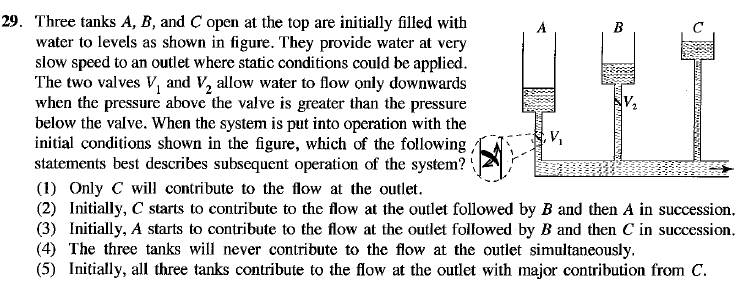 29. Three tanks A, B, and C open at the top are initially filled with
water to levels as shown in figure. They provide water at very
slow speed to an outlet where static conditions could be applied.
The two valves V₁ and V₂ allow water to flow only downwards
when the pressure above the valve is greater than the pressure
below the valve. When the system is put into operation with the
initial conditions shown in the figure, which of the following
statements best describes subsequent operation of the system?
A B C
V₂
V₁
(1) Only C will contribute to the flow at the outlet.
(2) Initially, C starts to contribute to the flow at the outlet followed by B and then A in succession.
(3) Initially, A starts to contribute to the flow at the outlet followed by B and then C in succession.
(4) The three tanks will never contribute to the flow at the outlet simultaneously.
(5) Initially, all three tanks contribute to the flow at the outlet with major contribution from C.